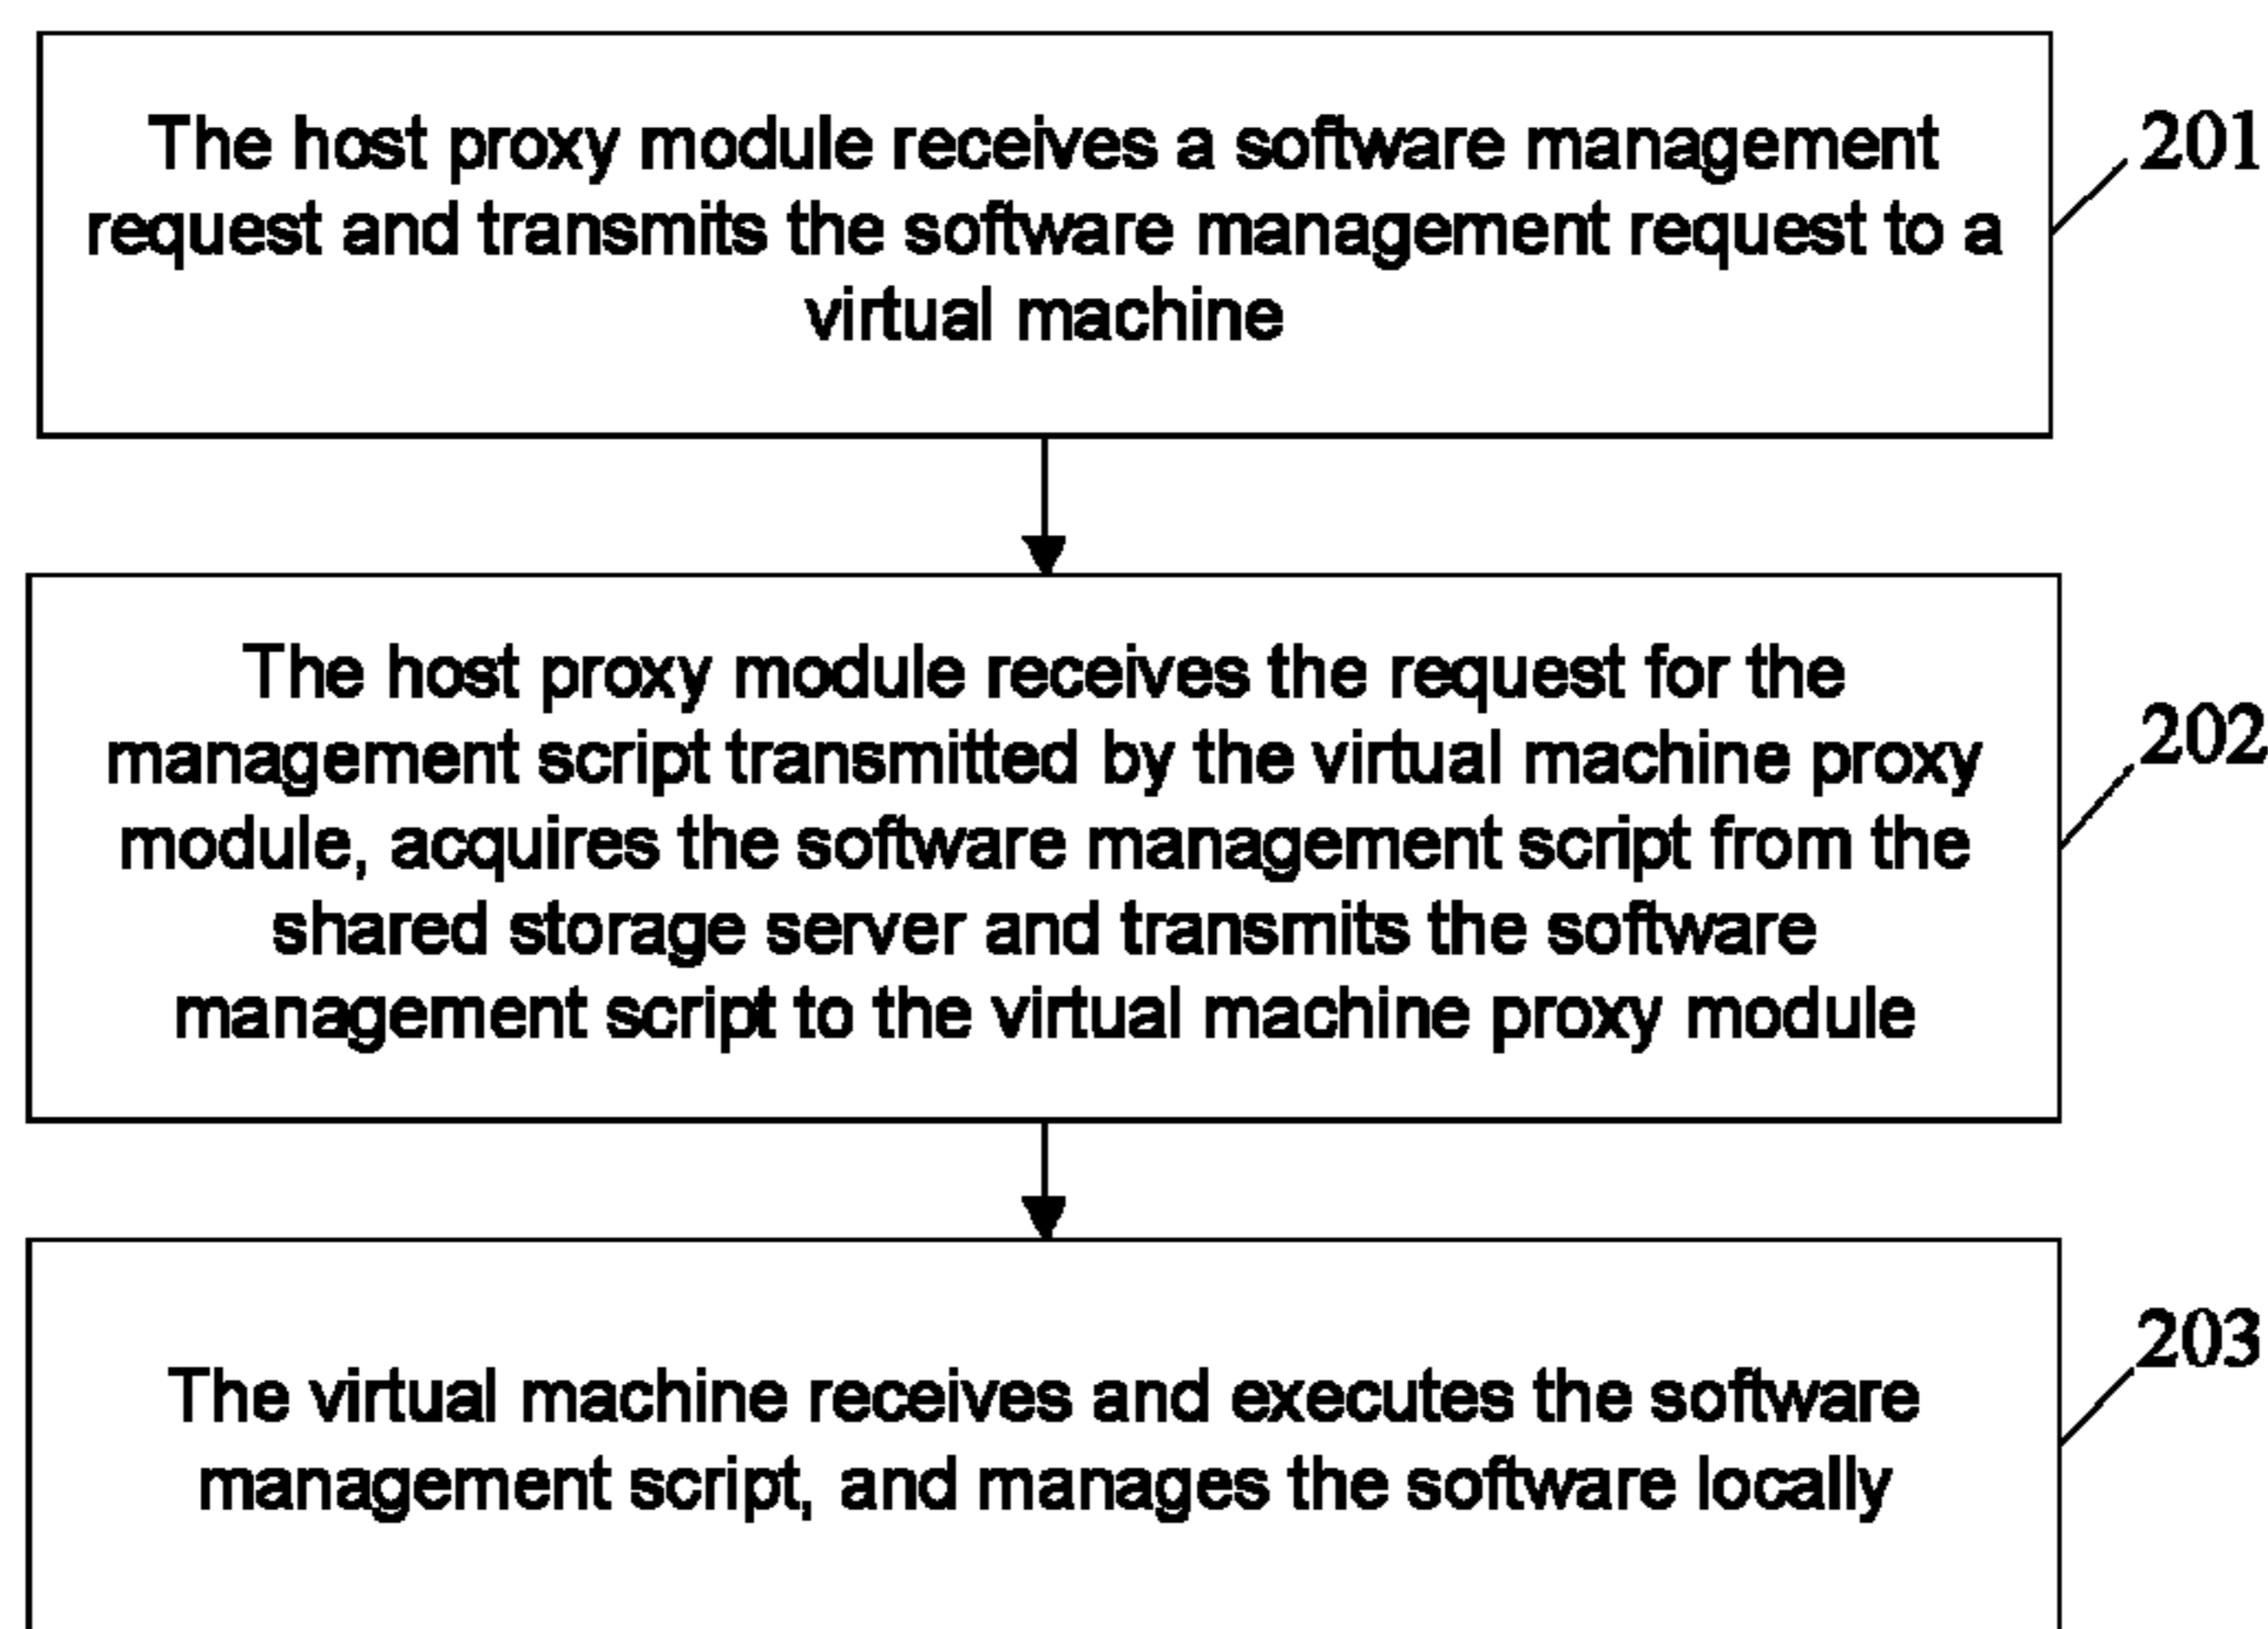 The host proxy module receives a software management
request and transmits the software management request to a
virtual machine
201
The host proxy module receives the request for the
management script transmitted by the virtual machine proxy
module, acquires the software management script from the
shared storage server and transmits the software
management script to the virtual machine proxy module
202
The virtual machine receives and executes the software
management script, and manages the software locally
203